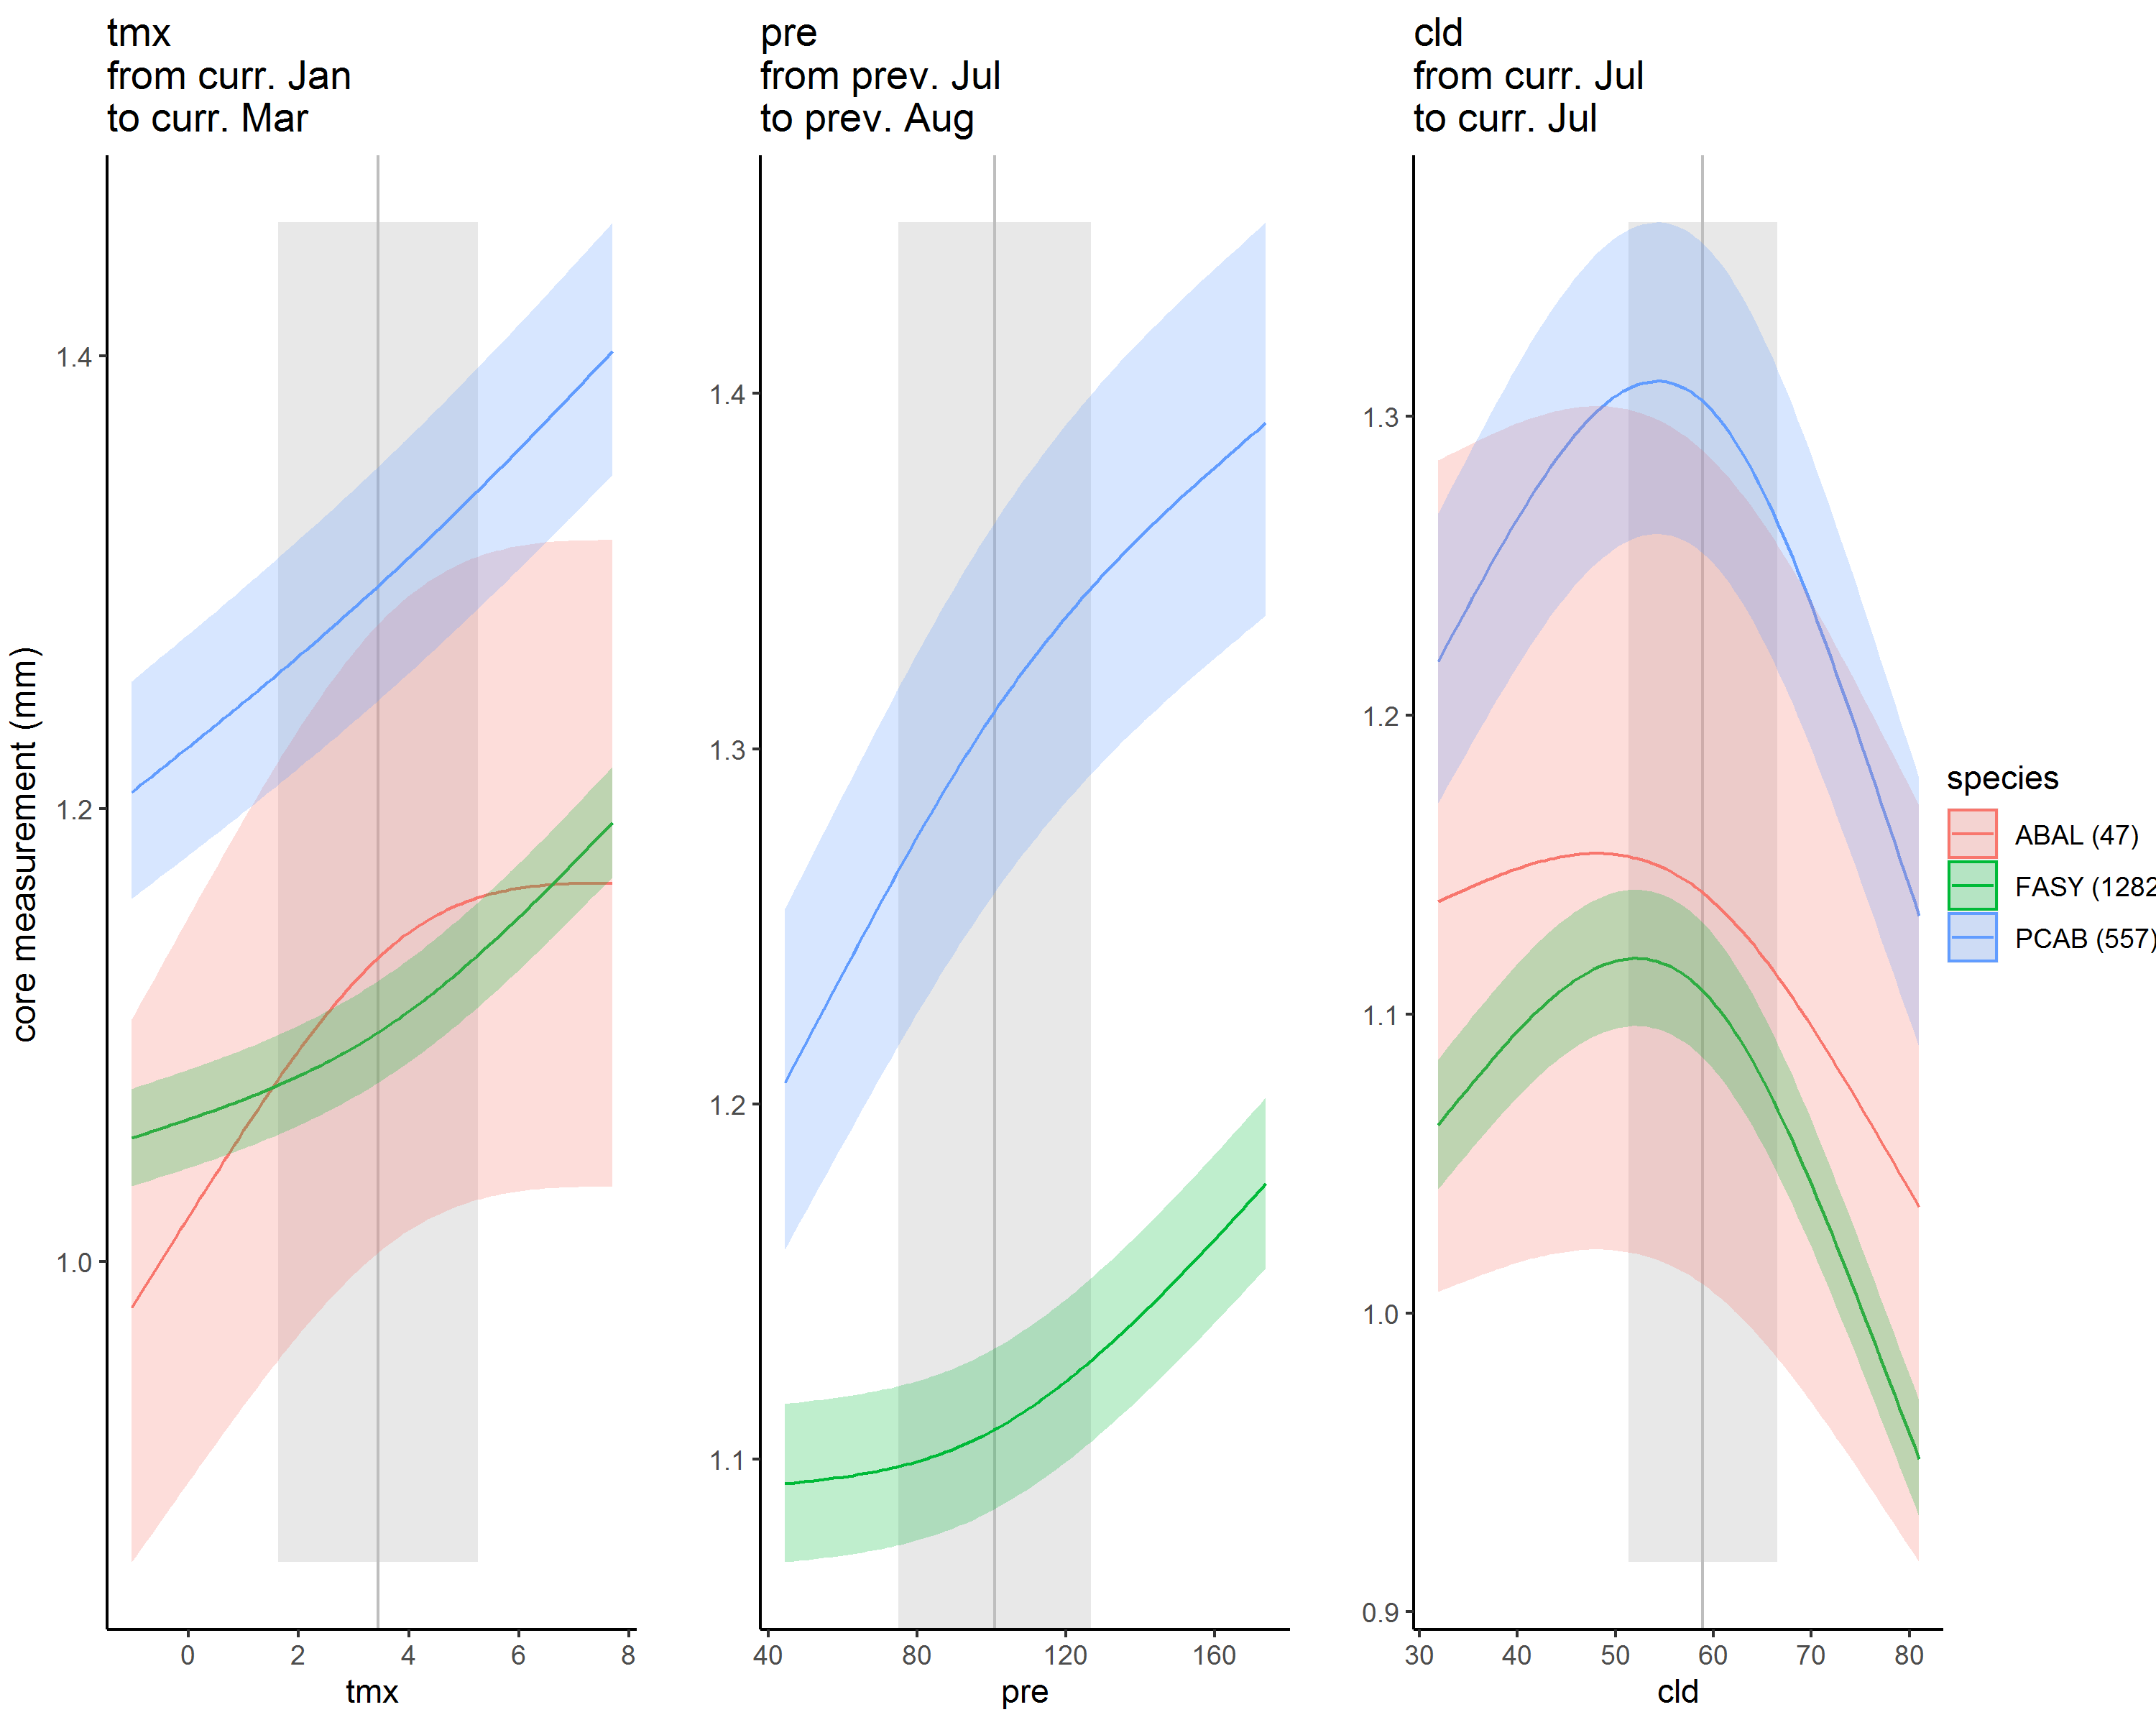 tmx
from curr. Jan
to curr. Mar
pre
from prev. Jul
to prev. Aug
cld
from curr. Jul
to curr. Jul
core measurement (mm)
1.4
1.2
1.0
0 2 4 6 8
tmx
1.4
1.3
1.2
1.1
40 80 120 160
pre
1.3
1.2
1.1
1.0
0.9
30 40 50 60 70 80
cld
species
ABAL (47)
FASY (1282
PCAB (557)